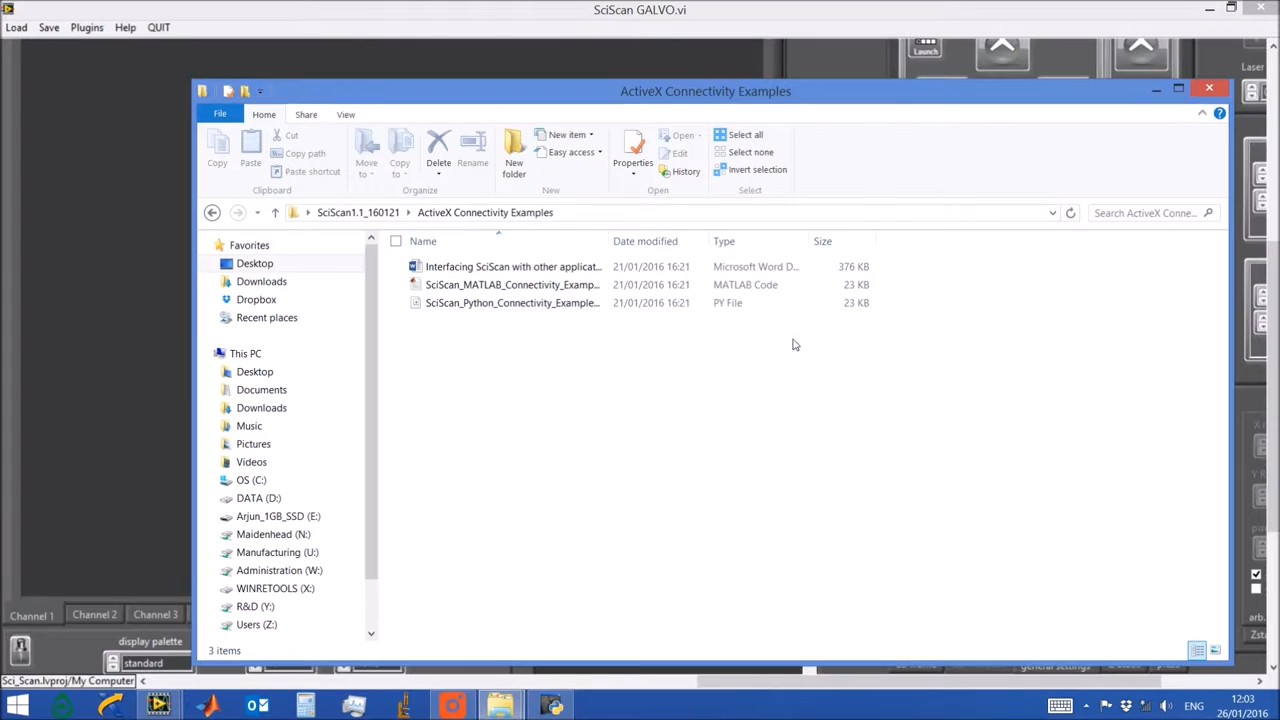 SciScan GALVO.vi
Load Save Plugins Help QUIT
Launch
Laser
ActiveX Connectivity Examples
File Home Share View
Copy
Paste
Cut
Copy path
Paste shortcut
Clipboard
Move to
Copy to
Delete
Rename
Organize
New folder
New item
Easy access
New
Properties
Open
Edit
History
Open
Select all
Select none
Invert selection
Select
SciScan1.1_160121 ActiveX Connectivity Examples
Search ActiveX Conne...
Name Date modified Type Size
Interfacing SciScan with other applicat... 21/01/2016 16:21 Microsoft Word D... 376 KB
SciScan_MATLAB_Connectivity_Examp... 21/01/2016 16:21 MATLAB Code 23 KB
SciScan_Python_Connectivity_Example... 21/01/2016 16:21 PY File 23 KB
Favorites
Desktop
Downloads
Dropbox
Recent places
This PC
Desktop
Documents
Downloads
Music
Pictures
Videos
OS (C:)
DATA (D:)
Arjun_1GB_SSD (E:)
Maidenhead (N:)
Manufacturing (U:)
Administration (W:)
WINRETOOLS (X:)
R&D (Y:)
Users (Z:)
3 items
Channel 1 Channel 2 Channel 3
display palette
standard
general settings
arb.
Zsta
Sci_Scan.lvproj/My Computer
ENG
12:03
26/01/2016